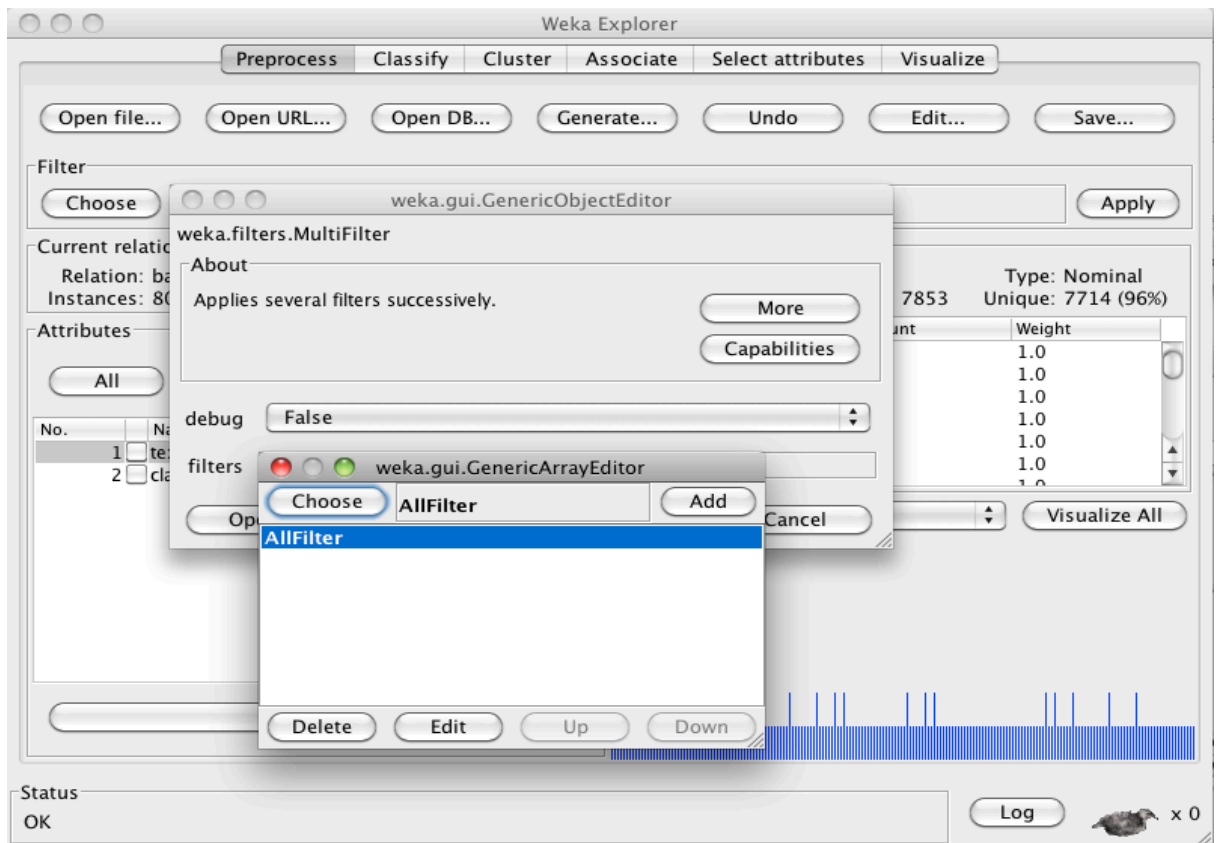 Weka Explorer
Preprocess Classify Cluster Associate Select attributes Visualize
Open file... Open URL... Open DB... Generate... Undo Edit... Save...
Filter
Choose
weka.gui.GenericObjectEditor
Apply
weka.filters.MultiFilter
Current relatio
About
Relation: ba
Type: Nominal
Instances: 80
Applies several filters successively.
More
7853 Unique: 7714 (96%)
Attributes
Capabilities
unt Weight
1.0
All
1.0
1.0
debug False
1.0
No. Na
1.0
1 te
filters
weka.gui.GenericArrayEditor
1.0
2 cla
Choose AllFilter Add
Op
Cancel
Visualize All
AllFilter
Delete Edit Up Down
Status
OK
Log
x 0